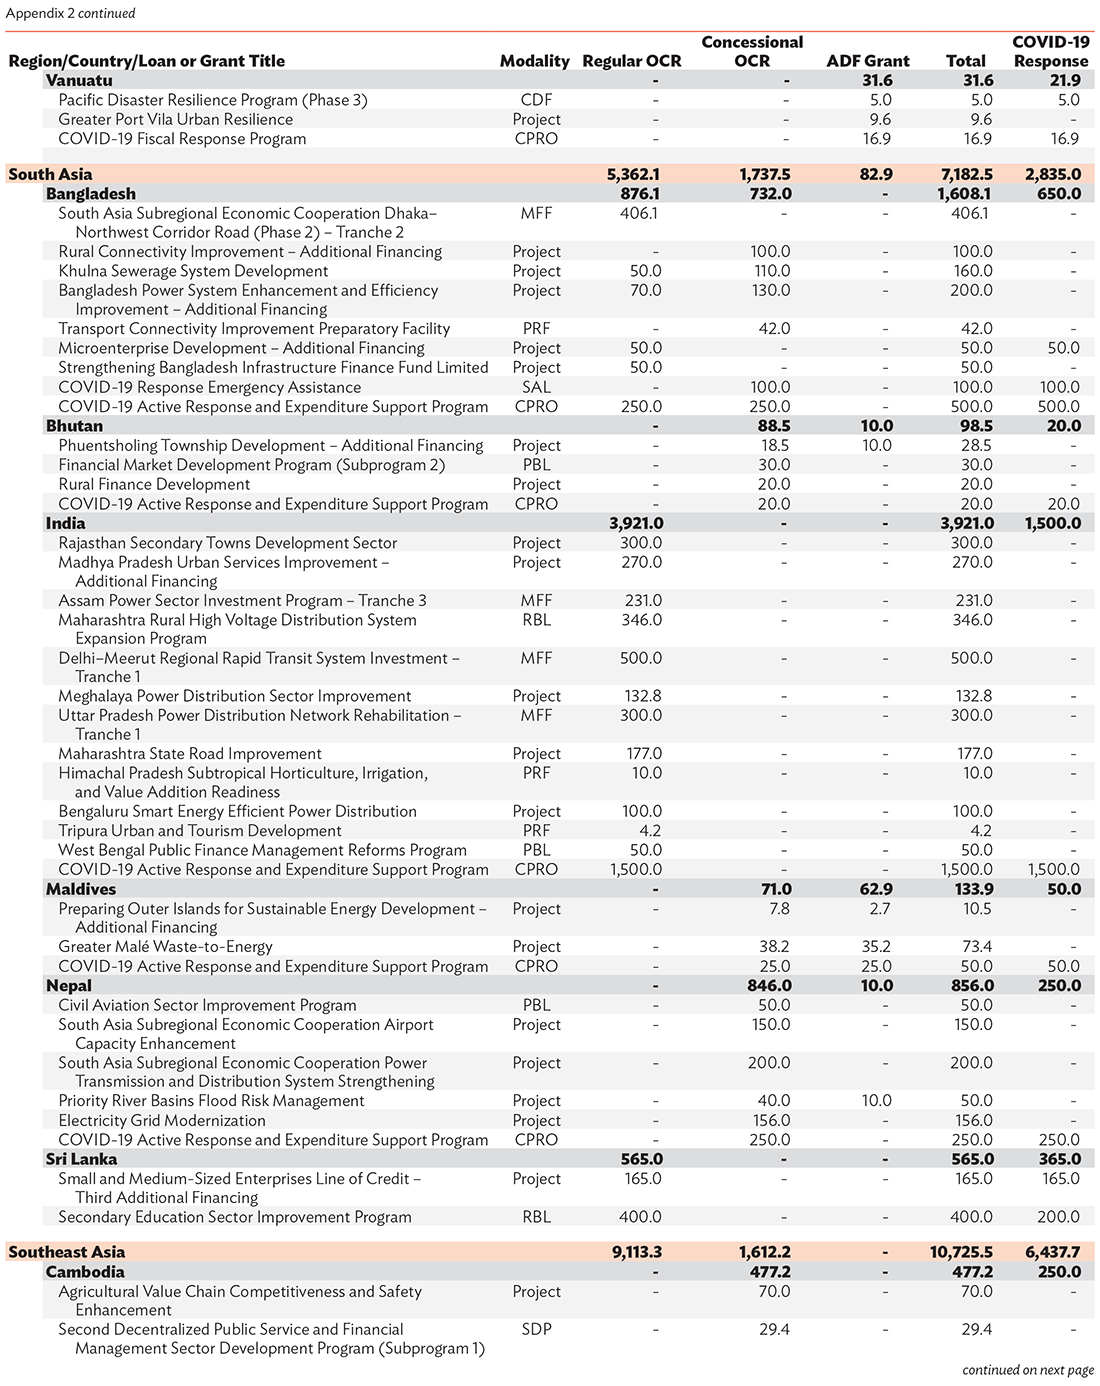 Appendix 2 continued
Region/Country/Loan or Grant Title Modality Regular OCR Concessional OCR ADF Grant Total COVID-19 Response
Vanuatu - - 31.6 31.6 21.9
Pacific Disaster Resilience Program (Phase 3) CDF – – 5.0 5.0 5.0
Greater Port Vila Urban Resilience Project – – 9.6 9.6 –
COVID-19 Fiscal Response Program CPRO – – 16.9 16.9 16.9
South Asia 5,362.1 1,737.5 82.9 7,182.5 2,835.0
Bangladesh 876.1 732.0 - 1,608.1 650.0
South Asia Subregional Economic Cooperation Dhaka– MFF 406.1 – – 406.1 –
Northwest Corridor Road (Phase 2) – Tranche 2
Rural Connectivity Improvement – Additional Financing Project – 100.0 – 100.0 –
Khulna Sewerage System Development Project 50.0 110.0 – 160.0 –
Bangladesh Power System Enhancement and Efficiency Project 70.0 130.0 – 200.0 –
Improvement – Additional Financing
Transport Connectivity Improvement Preparatory Facility PRF – 42.0 – 42.0 –
Microenterprise Development – Additional Financing Project 50.0 – – 50.0 50.0
Strengthening Bangladesh Infrastructure Finance Fund Limited Project 50.0 – – 50.0 –
COVID-19 Response Emergency Assistance SAL – 100.0 – 100.0 100.0
COVID-19 Active Response and Expenditure Support Program CPRO 250.0 250.0 – 500.0 500.0
Bhutan - 88.5 10.0 98.5 20.0
Phuentsholing Township Development – Additional Financing Project – 18.5 10.0 28.5 –
Financial Market Development Program (Subprogram 2) PBL – 30.0 – 30.0 –
Rural Finance Development Project – 20.0 – 20.0 –
COVID-19 Active Response and Expenditure Support Program CPRO – 20.0 – 20.0 20.0
India 3,921.0 - - 3,921.0 1,500.0
Rajasthan Secondary Towns Development Sector Project 300.0 – – 300.0 –
Madhya Pradesh Urban Services Improvement – Project 270.0 – – 270.0 –
Additional Financing
Assam Power Sector Investment Program – Tranche 3 MFF 231.0 – – 231.0 –
Maharashtra Rural High Voltage Distribution System RBL 346.0 – – 346.0 –
Expansion Program
Delhi–Meerut Regional Rapid Transit System Investment – MFF 500.0 – – 500.0 –
Tranche 1
Meghalaya Power Distribution Sector Improvement Project 132.8 – – 132.8 –
Uttar Pradesh Power Distribution Network Rehabilitation – MFF 300.0 – – 300.0 –
Tranche 1
Maharashtra State Road Improvement Project 177.0 – – 177.0 –
Himachal Pradesh Subtropical Horticulture, Irrigation, PRF 10.0 – – 10.0 –
and Value Addition Readiness
Bengaluru Smart Energy Efficient Power Distribution Project 100.0 – – 100.0 –
Tripura Urban and Tourism Development PRF 4.2 – – 4.2 –
West Bengal Public Finance Management Reforms Program PBL 50.0 – – 50.0 –
COVID-19 Active Response and Expenditure Support Program CPRO 1,500.0 – – 1,500.0 1,500.0
Maldives - 71.0 62.9 133.9 50.0
Preparing Outer Islands for Sustainable Energy Development – Project – 7.8 2.7 10.5 –
Additional Financing
Greater Malé Waste-to-Energy Project – 38.2 35.2 73.4 –
COVID-19 Active Response and Expenditure Support Program CPRO – 25.0 25.0 50.0 50.0
Nepal - 846.0 10.0 856.0 250.0
Civil Aviation Sector Improvement Program PBL – 50.0 – 50.0 –
South Asia Subregional Economic Cooperation Airport Project – 150.0 – 150.0 –
Capacity Enhancement
South Asia Subregional Economic Cooperation Power Project – 200.0 – 200.0 –
Transmission and Distribution System Strengthening
Priority River Basins Flood Risk Management Project – 40.0 10.0 50.0 –
Electricity Grid Modernization Project – 156.0 – 156.0 –
COVID-19 Active Response and Expenditure Support Program CPRO – 250.0 – 250.0 250.0
Sri Lanka 565.0 - - 565.0 365.0
Small and Medium-Sized Enterprises Line of Credit – Project 165.0 – – 165.0 165.0
Third Additional Financing
Secondary Education Sector Improvement Program RBL 400.0 – – 400.0 200.0
Southeast Asia 9,113.3 1,612.2 - 10,725.5 6,437.7
Cambodia - 477.2 - 477.2 250.0
Agricultural Value Chain Competitiveness and Safety Project – 70.0 – 70.0 –
Enhancement
Second Decentralized Public Service and Financial SDP – 29.4 – 29.4 –
Management Sector Development Program (Subprogram 1)
continued on next page